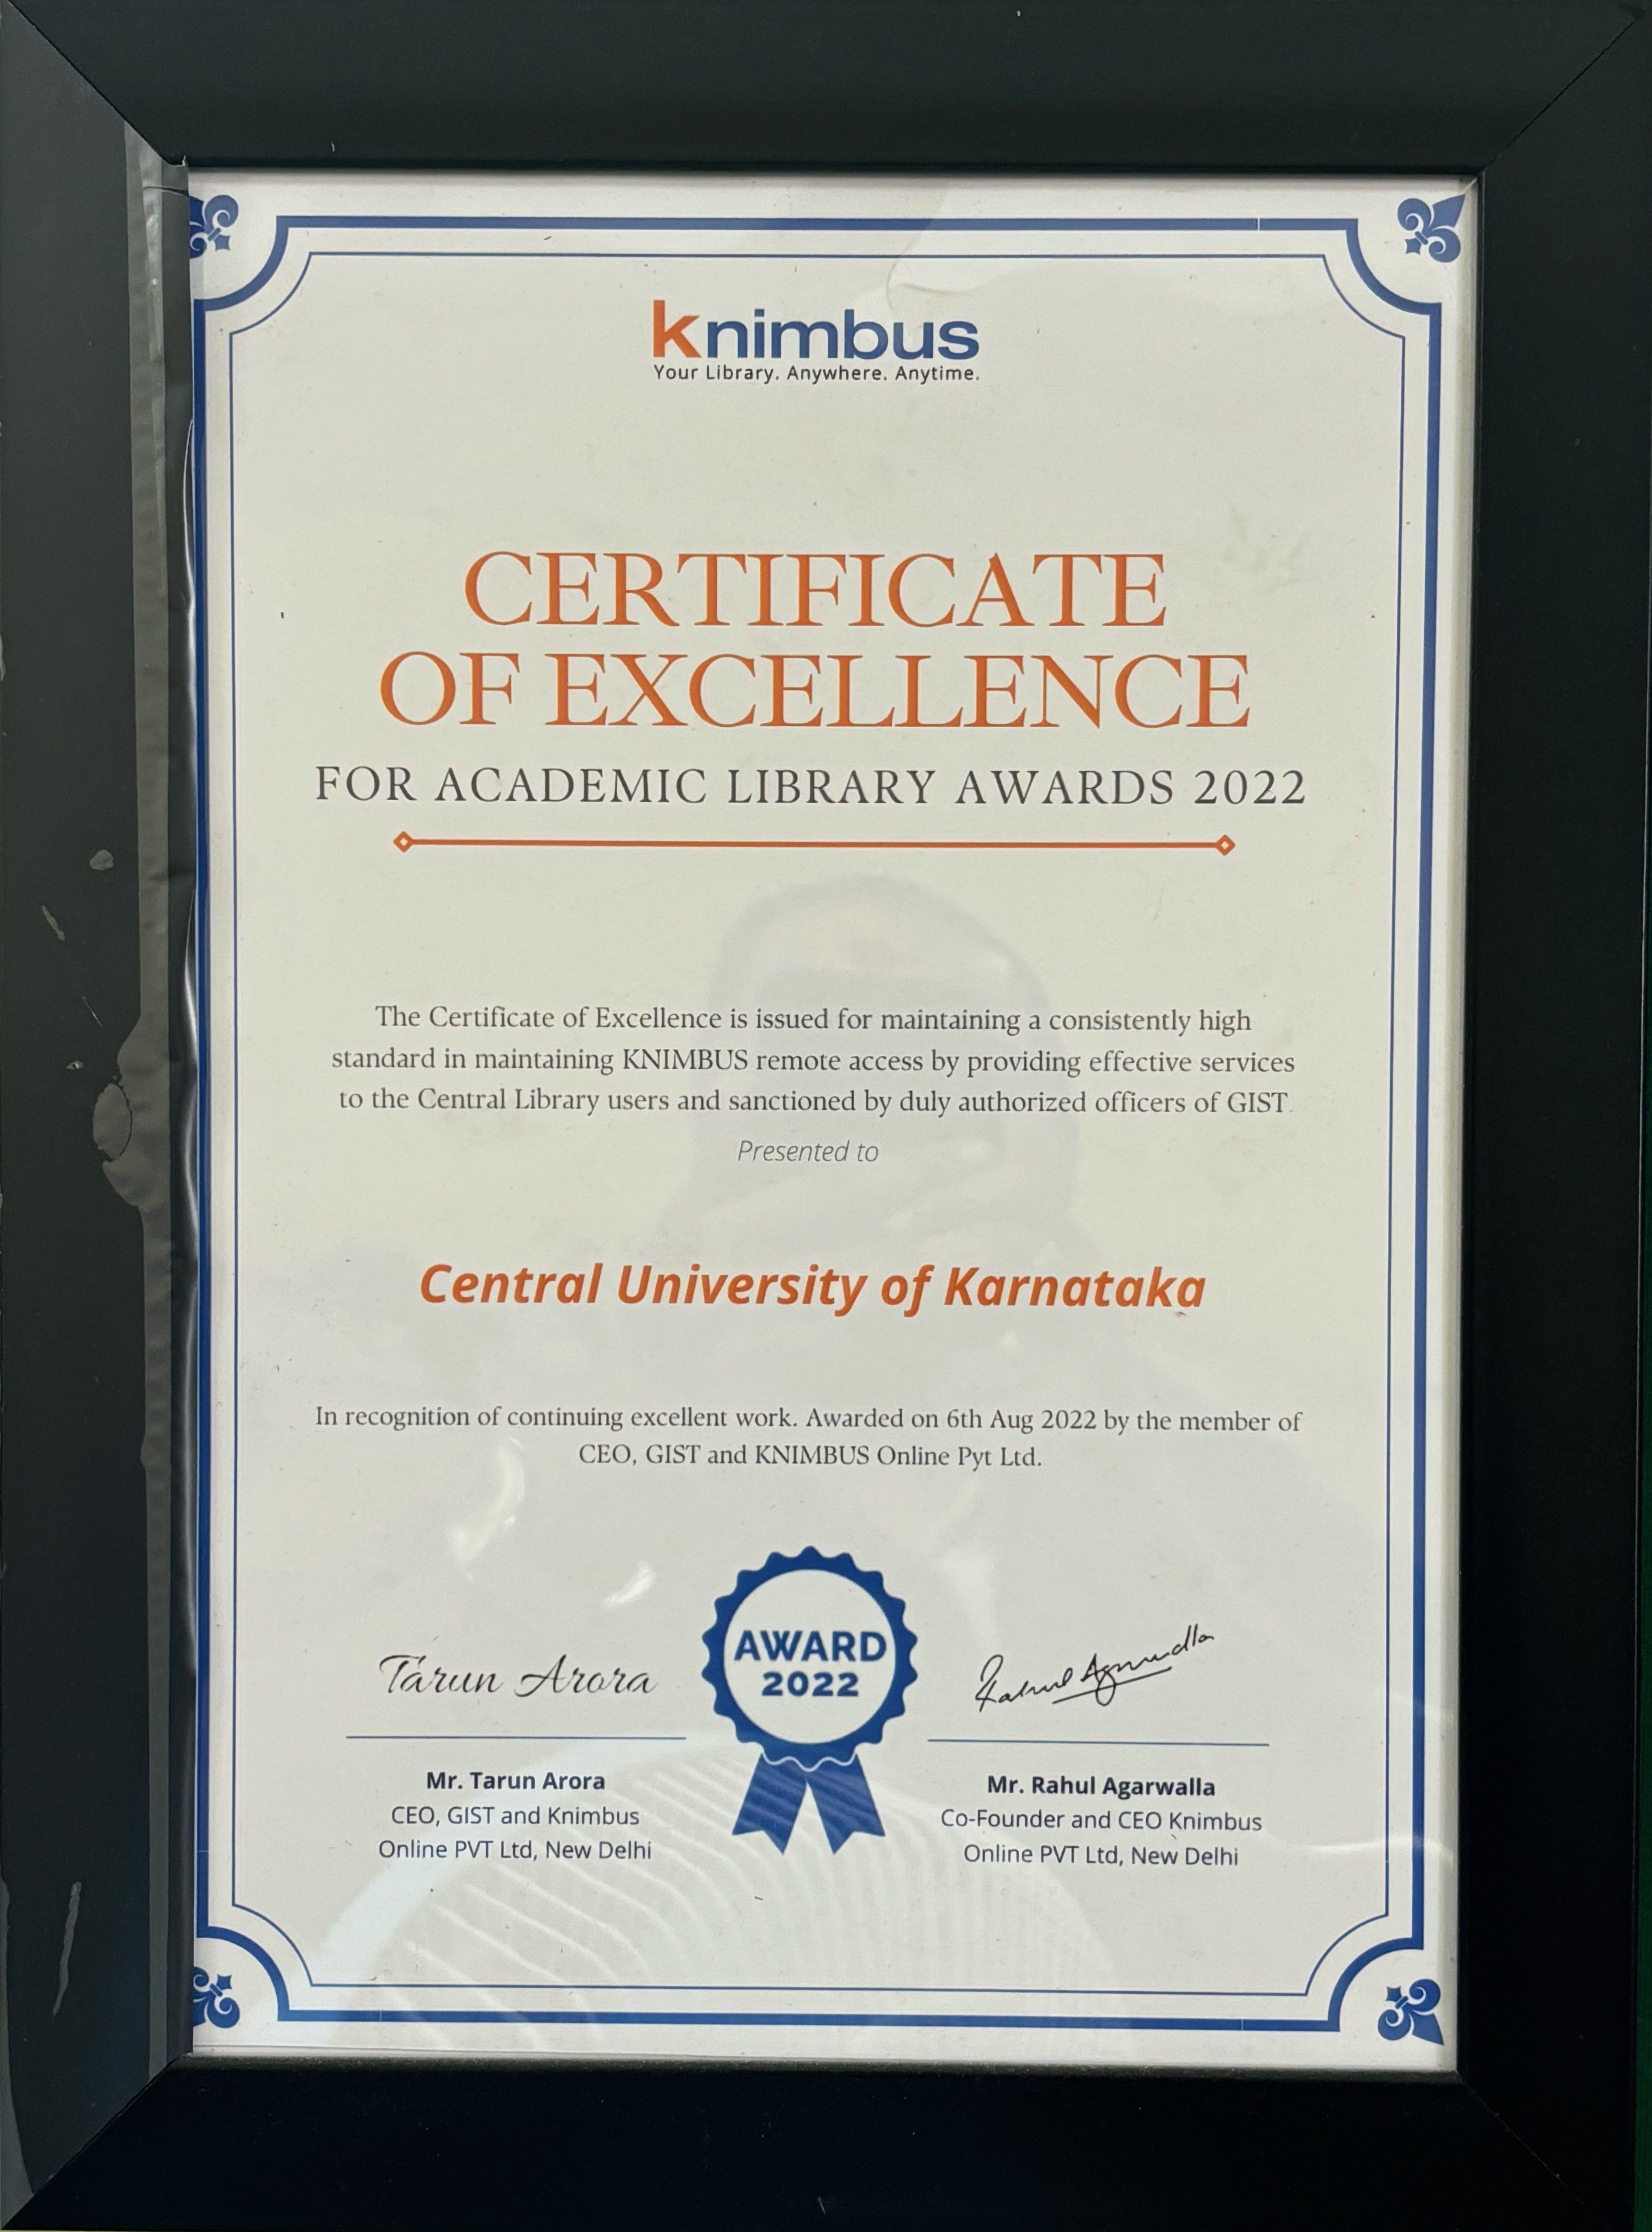 knimbus
Your Library. Anywhere. Anytime.
CERTIFICATE
OF EXCELLENCE
FOR ACADEMIC LIBRARY AWARDS 2022
The Certificate of Excellence is issued for maintaining a consistently high
standard in maintaining KNIMBUS remote access by providing effective services
to the Central Library users and sanctioned by duly authorized officers of GIST.
Presented to
Central University of Karnataka
In recognition of continuing excellent work. Awarded on 6th Aug 2022 by the member of
CEO, GIST and KNIMBUS Online Pyt Ltd.
Tarun Arora
Mr. Tarun Arora
CEO, GIST and Knimbus
Online PVT Ltd, New Delhi
AWARD
2022
Rahul Agarwalla
Mr. Rahul Agarwalla
Co-Founder and CEO Knimbus
Online PVT Ltd, New Delhi